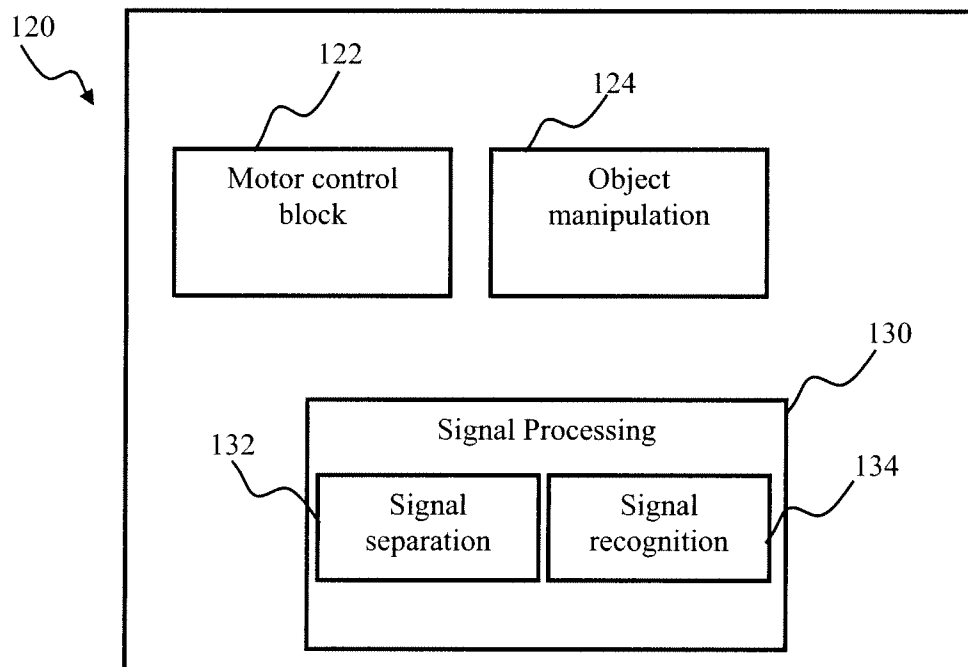 120
122
124
Motor control
block
Object
manipulation
130
Signal Processing
132
134
Signal
separation
Signal
recognition